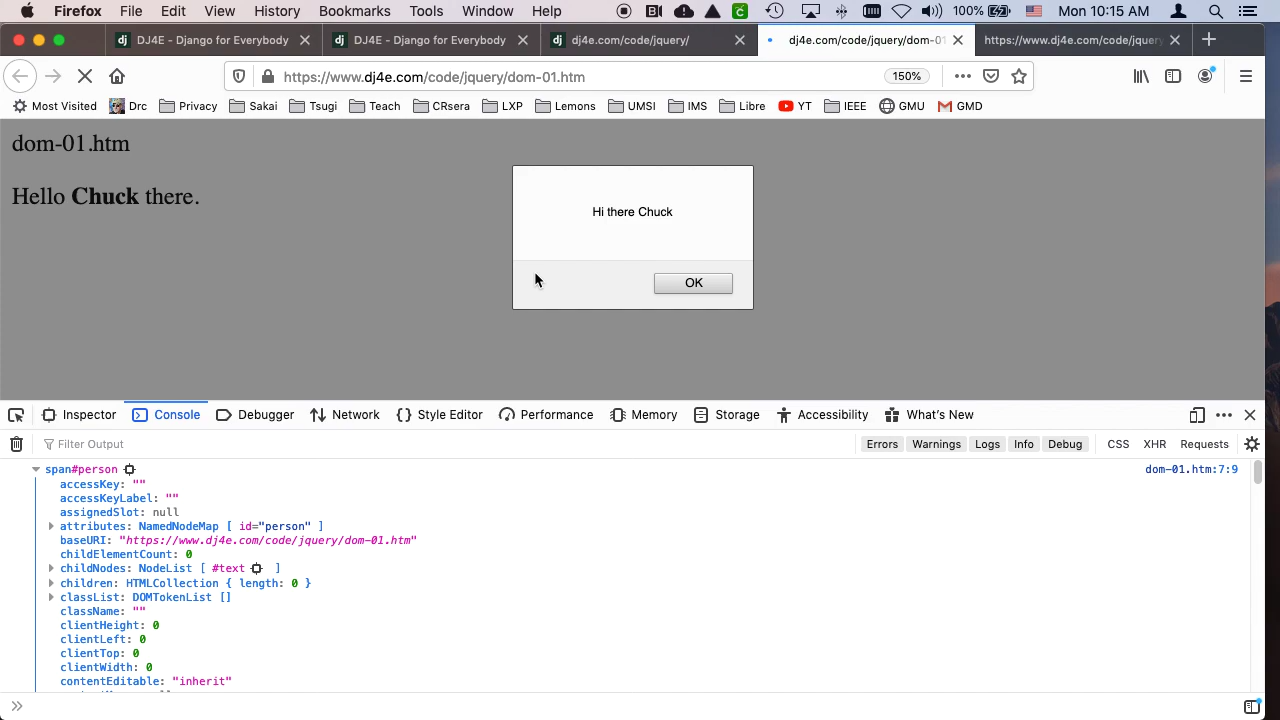 Firefox File Edit View History Bookmarks Tools Window Help 100% Mon 10:15 AM
dj DJ4E - Django for Everybody dj DJ4E - Django for Everybody dj dj4e.com/code/jquery/ dj4e.com/code/jquery/dom-01 https://www.dj4e.com/code/jquery
https://www.dj4e.com/code/jquery/dom-01.htm 150%
Most Visited Drc Privacy Sakai Tsugi Teach CRsera LXP Lemons UMSI IMS Libre YT IEEE GMU GMD
dom-01.htm
Hello Chuck there.
Hi there Chuck
OK
Inspector Console Debugger Network Style Editor Performance Memory Storage Accessibility What's New
Filter Output Errors Warnings Logs Info Debug CSS XHR Requests
span#person dom-01.htm:7:9
accessKey: ""
accessKeyLabel: ""
assignedSlot: null
attributes: NamedNodeMap [ id="person" ]
baseURI: "https://www.dj4e.com/code/jquery/dom-01.htm"
childElementCount: 0
childNodes: NodeList [ #text ]
children: HTMLCollection { length: 0 }
classList: DOMTokenList []
className: ""
clientHeight: 0
clientLeft: 0
clientTop: 0
clientWidth: 0
contentEditable: "inherit"